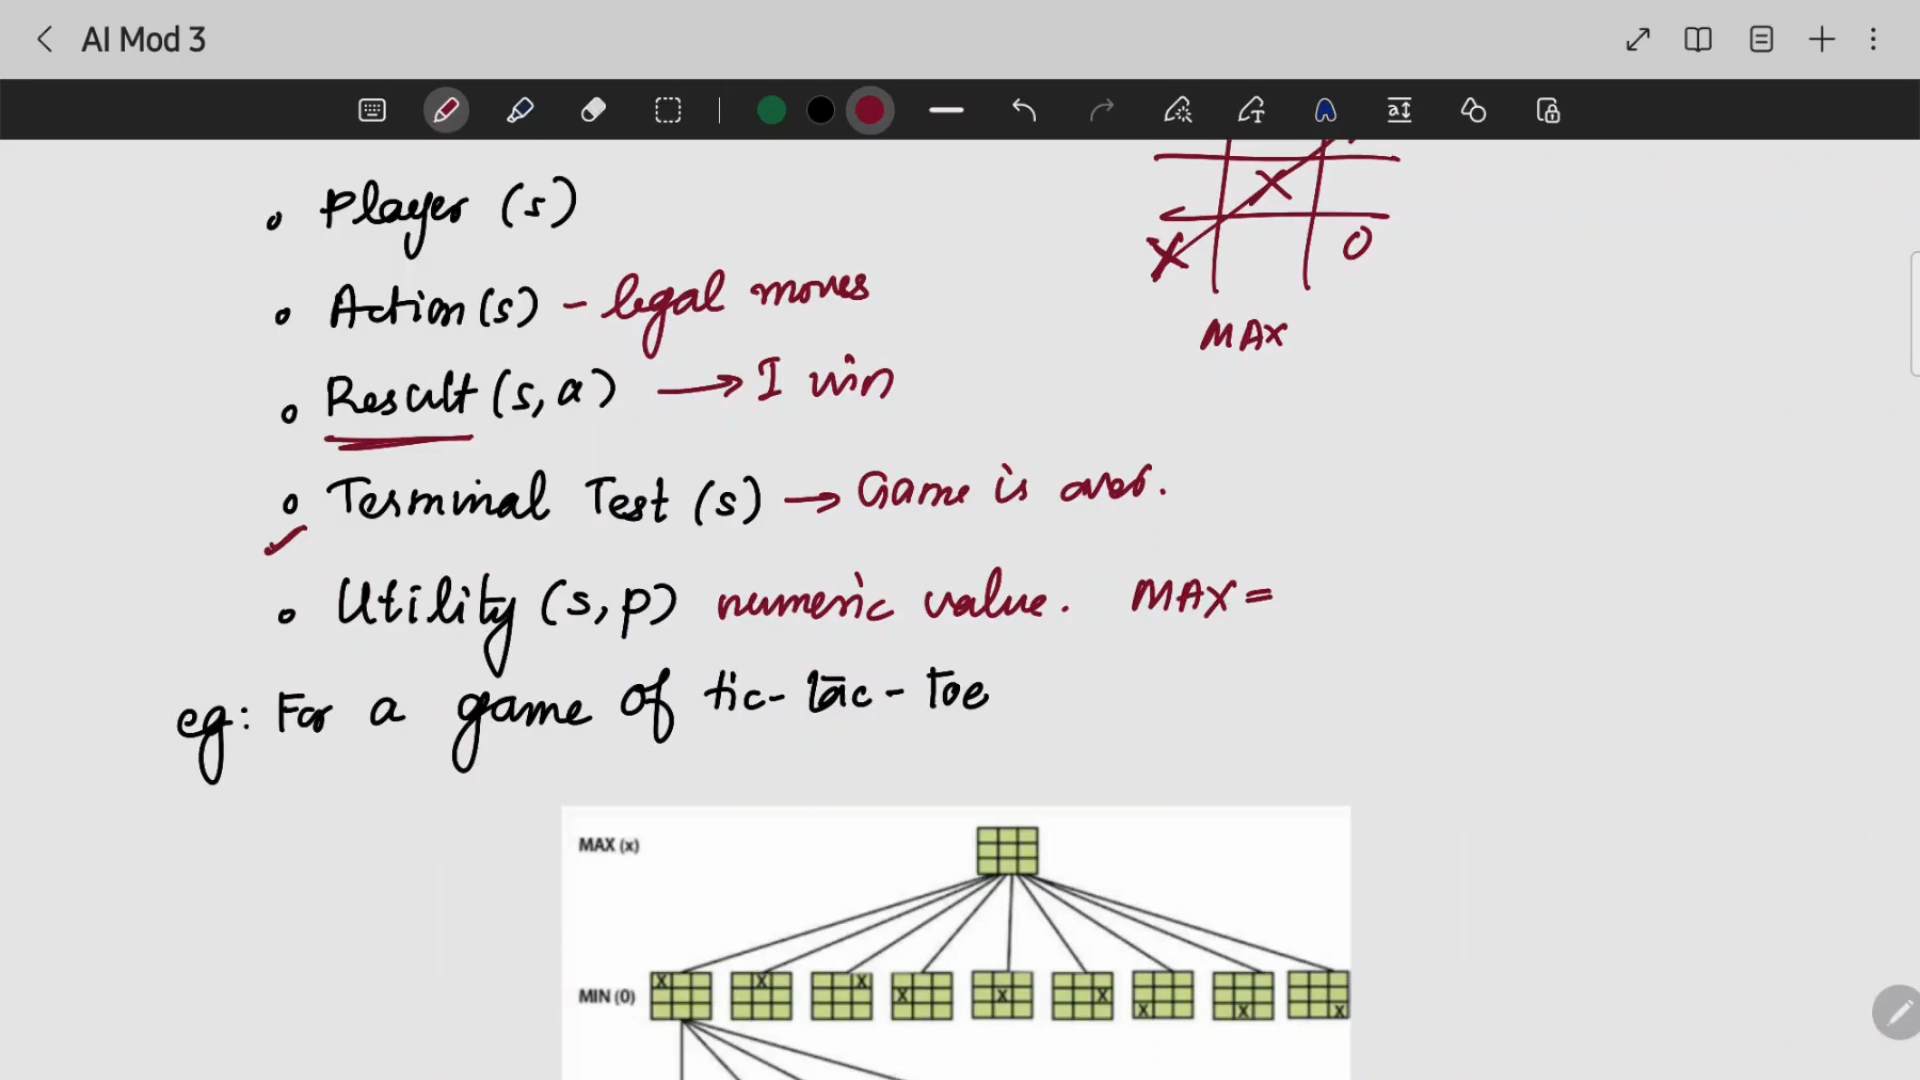 AI Mod 3
• Player (s)
X
X
O
MAX
• Action(s) - legal moves
• Result (s, a) → I win
• Terminal Test (s) → Game is over.
• Utility (s, p) numeric value. MAX =
eg: For a game of tic-tac-toe
MAX (x)
MIN (0)
X X X X X X X X X